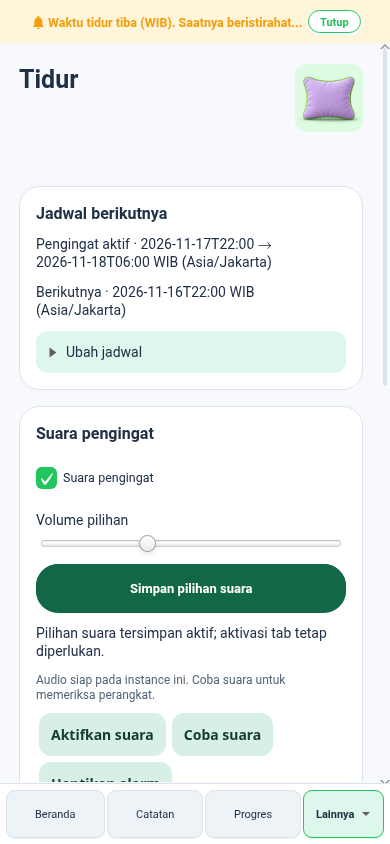 🔔 Waktu tidur tiba (WIB). Saatnya beristirahat...
Tutup
Tidur
Jadwal berikutnya
Pengingat aktif · 2026-11-17T22:00 →
2026-11-18T06:00 WIB (Asia/Jakarta)
Berikutnya · 2026-11-16T22:00 WIB
(Asia/Jakarta)
Ubah jadwal
Suara pengingat
Suara pengingat
Volume pilihan
Simpan pilihan suara
Pilihan suara tersimpan aktif; aktivasi tab tetap
diperlukan.
Audio siap pada instance ini. Coba suara untuk
memeriksa perangkat.
Aktifkan suara
Coba suara
Hentikan alarm
Beranda
Catatan
Progres
Lainnya